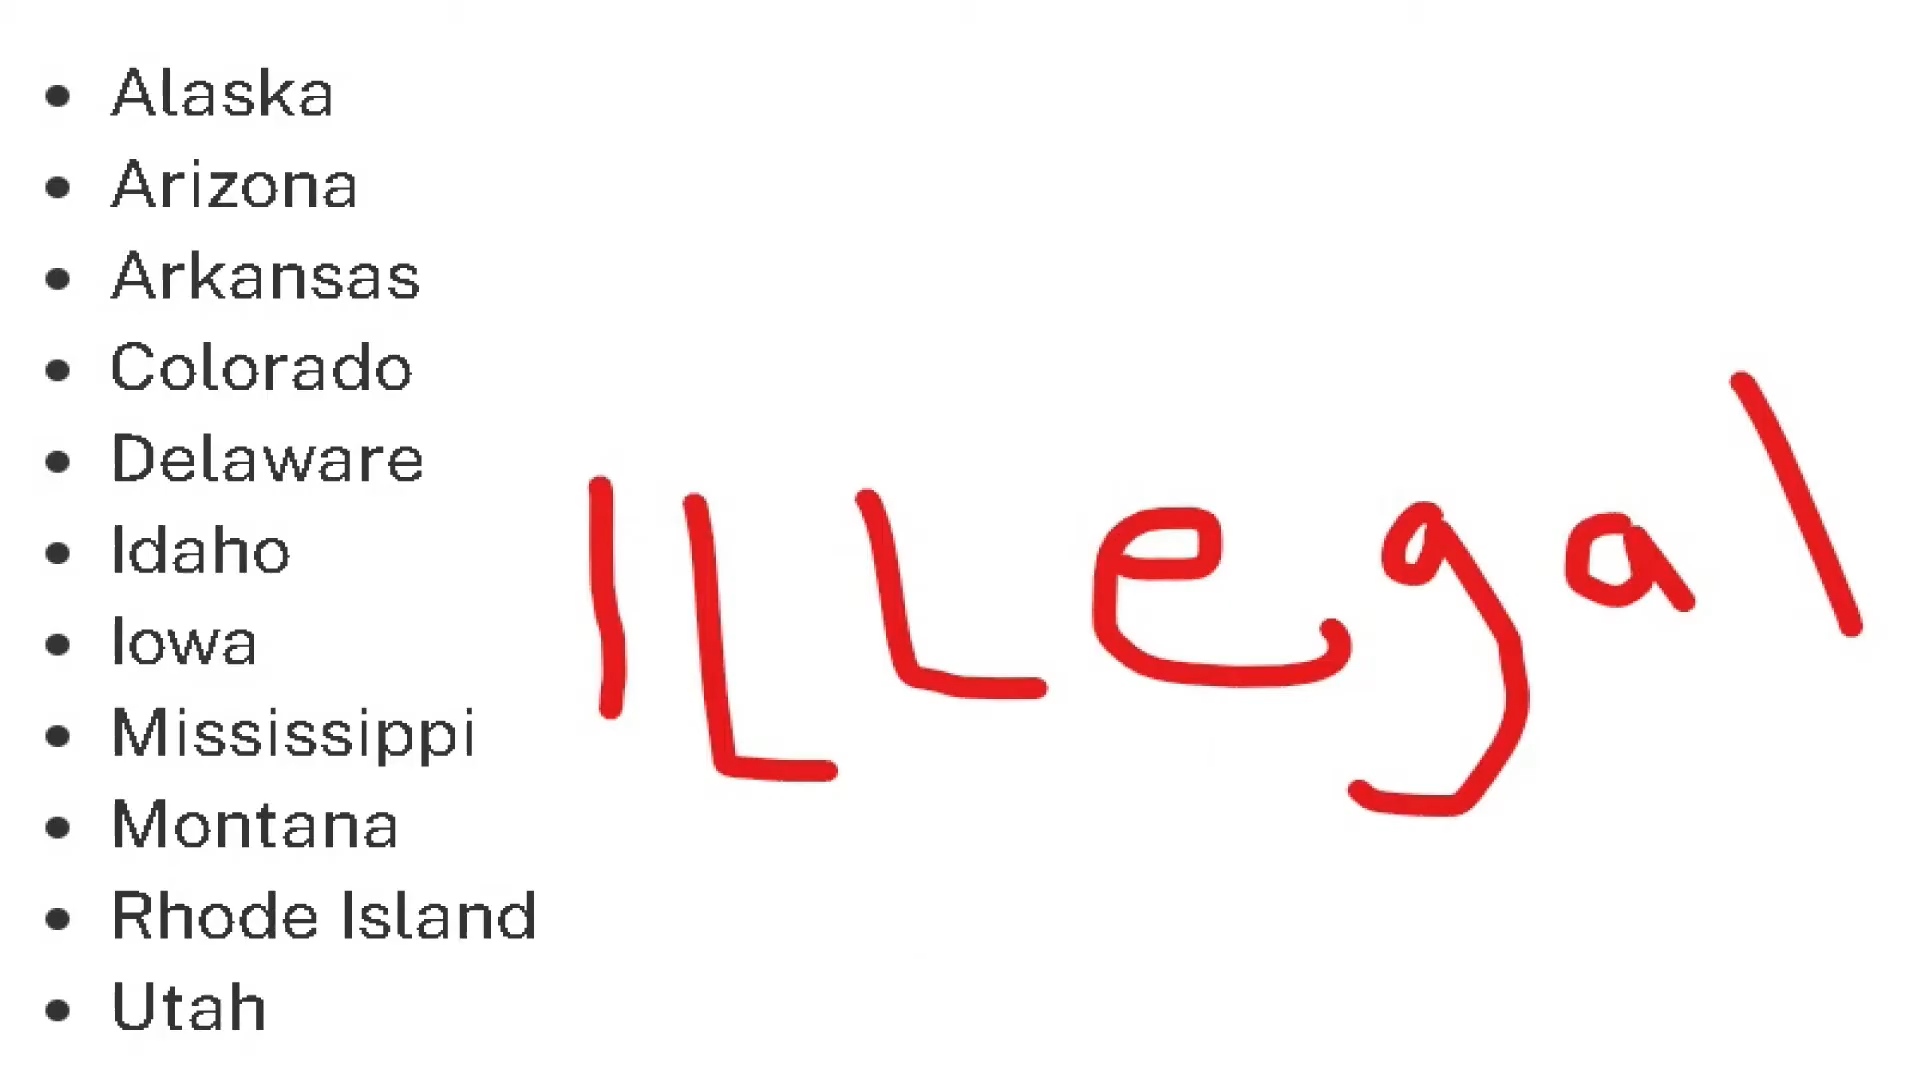 Alaska
Arizona
Arkansas
Colorado
Delaware
Idaho
Iowa
Mississippi
Montana
Rhode Island
Utah
ILLegal